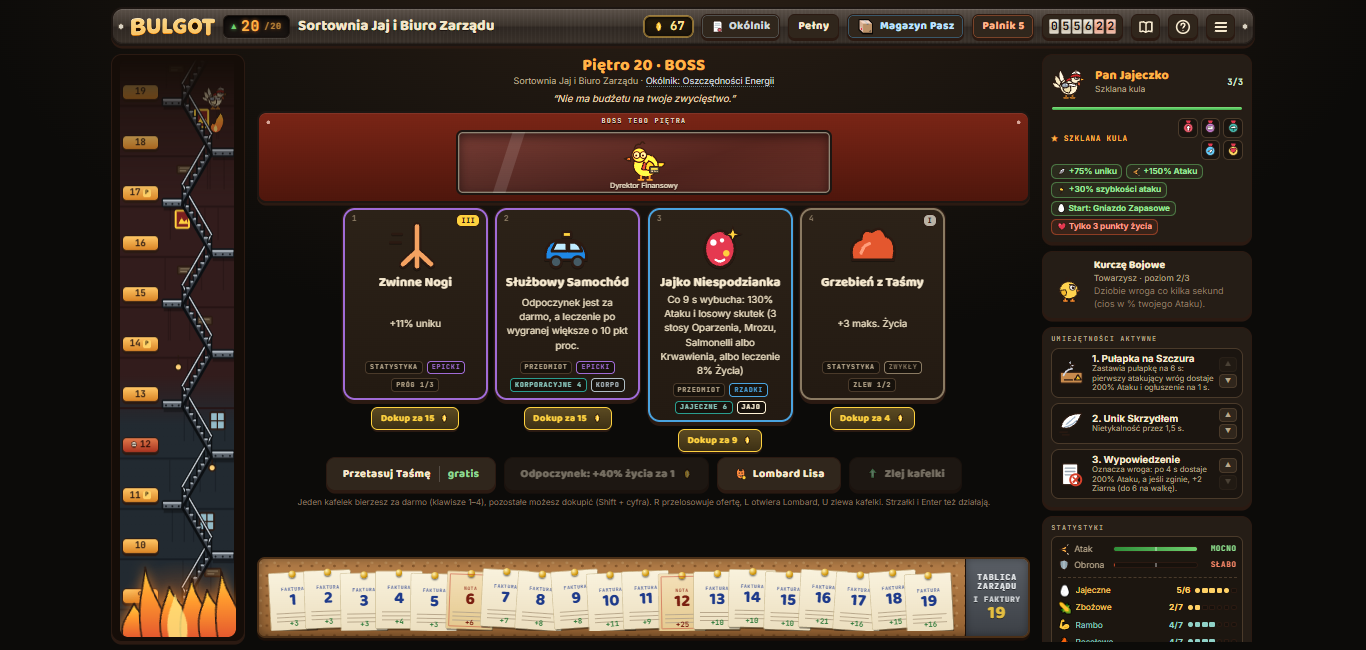 BULGOT
▲ 20 /20
Sortownia Jaj i Biuro Zarządu
67
Okólnik
Pełny
Magazyn Pasz
Palnik 5
055622
19
18
17 P
16
15
14 P
13
12
11 P
10
Piętro 20 · BOSS
Sortownia Jaj i Biuro Zarządu · Okólnik: Oszczędności Energii
"Nie ma budżetu na twoje zwycięstwo."
BOSS TEGO PIĘTRA
Dyrektor Finansowy
1
III
Zwinne Nogi
+11% uniku
STATYSTYKA
EPICKI
PRÓG 1/3
Dokup za 15
2
Służbowy Samochód
Odpoczynek jest za
darmo, a leczenie po
wygranej większe o 10 pkt
proc.
PRZEDMIOT
EPICKI
KORPORACYJNE 4
KORPO
Dokup za 15
3
Jajko Niespodzianka
Co 9 s wybucha: 130%
Ataku i losowy skutek (3
stosy Oparzenia, Mrozu,
Salmonelli albo
Krwawienia, albo leczenie
8% Życia)
PRZEDMIOT
RZADKI
JAJECZNE 6
JAJO
Dokup za 9
4
I
Grzebień z Taśmy
+3 maks. Życia
STATYSTYKA
ZWYKŁY
ZLEW 1/2
Dokup za 4
Przetasuj Taśmę
gratis
Odpoczynek: +40% życia za 1
Lombard Lisa
Zlej kafelki
Jeden kafelek bierzesz za darmo (klawisze 1–4), pozostałe możesz dokupić (Shift + cyfra). R przelosowuje ofertę, L otwiera Lombard, U zlewa kafelki. Strzałki i Enter też działają.
FAKTURA 1 +3
FAKTURA 2 +3
FAKTURA 3 +3
FAKTURA 4 +3
FAKTURA 5 +3
NOTA 6 +6
FAKTURA 7 +7
FAKTURA 8 +8
FAKTURA 9 +8
FAKTURA 10 +11
FAKTURA 11 +9
NOTA 12 +25
FAKTURA 13 +10
FAKTURA 14 +10
FAKTURA 15 +10
FAKTURA 16 +21
FAKTURA 17 +16
FAKTURA 18 +15
FAKTURA 19 +16
TABLICA
ZARZĄDU
I FAKTURY
19
Pan Jajeczko
Szklana kula
3/3
★ SZKLANA KULA
+75% uniku
+150% Ataku
+30% szybkości ataku
Start: Gniazdo Zapasowe
Tylko 3 punkty życia
Kurczę Bojowe
Towarzysz · poziom 2/3
Dziobie wroga co kilka sekund
(cios w % twojego Ataku).
UMIEJĘTNOŚCI AKTYWNE
1. Pułapka na Szczura
Zastawia pułapkę na 6 s:
pierwszy atakujący wróg dostaje
200% Ataku i ogłuszenie na 1 s.
2. Unik Skrzydłem
Nietykalność przez 1,5 s.
3. Wypowiedzenie
Oznacza wroga: po 4 s dostaje
200% Ataku, a jeśli zginie, +2
Ziarna (do 6 na walkę).
STATYSTYKI
Atak
MOCNO
Obrona
SŁABO
Jajeczne
5/6
Zbożowe
2/7
Rambo
4/7
4/7